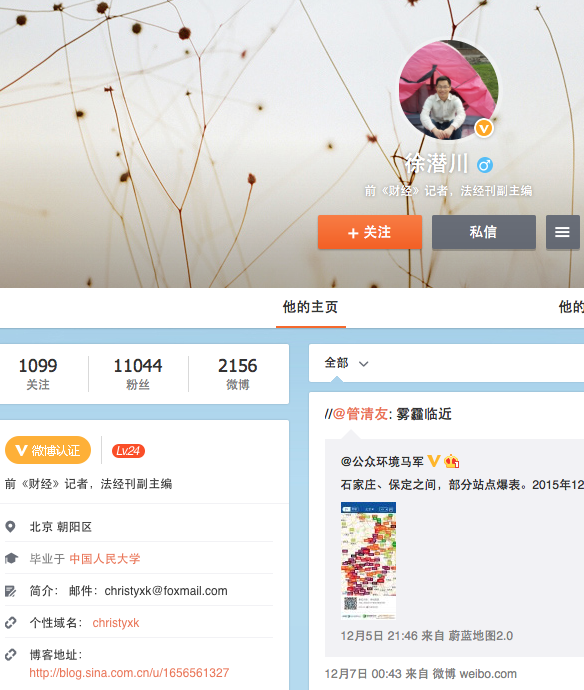 徐潜川
前《财经》记者，法经刊副主编
+ 关注
私信
他的主页
他的
1099
关注
11044
粉丝
2156
微博
微博认证
Lv24
前《财经》记者，法经刊副主编
北京 朝阳区
毕业于 中国人民大学
简介： 邮件：christyxk@foxmail.com
个性域名： christyxk
博客地址：
http://blog.sina.com.cn/u/1656561327
全部
//@管清友: 雾霾临近
@公众环境马军
石家庄、保定之间，部分站点爆表。2015年12
12月5日 21:46 来自 蔚蓝地图2.0
12月7日 00:43 来自 微博 weibo.com